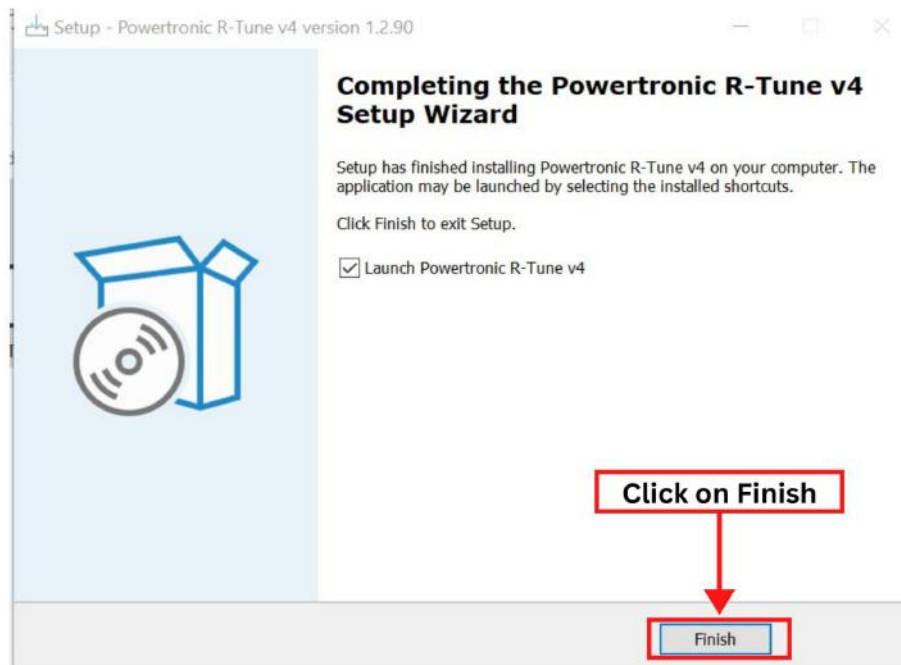 Setup - Powertronic R-Tune v4 version 1.2.90
Completing the Powertronic R-Tune v4
Setup Wizard
Setup has finished installing Powertronic R-Tune v4 on your computer. The
application may be launched by selecting the installed shortcuts.
Click Finish to exit Setup.
Launch Powertronic R-Tune v4
Click on Finish
Finish